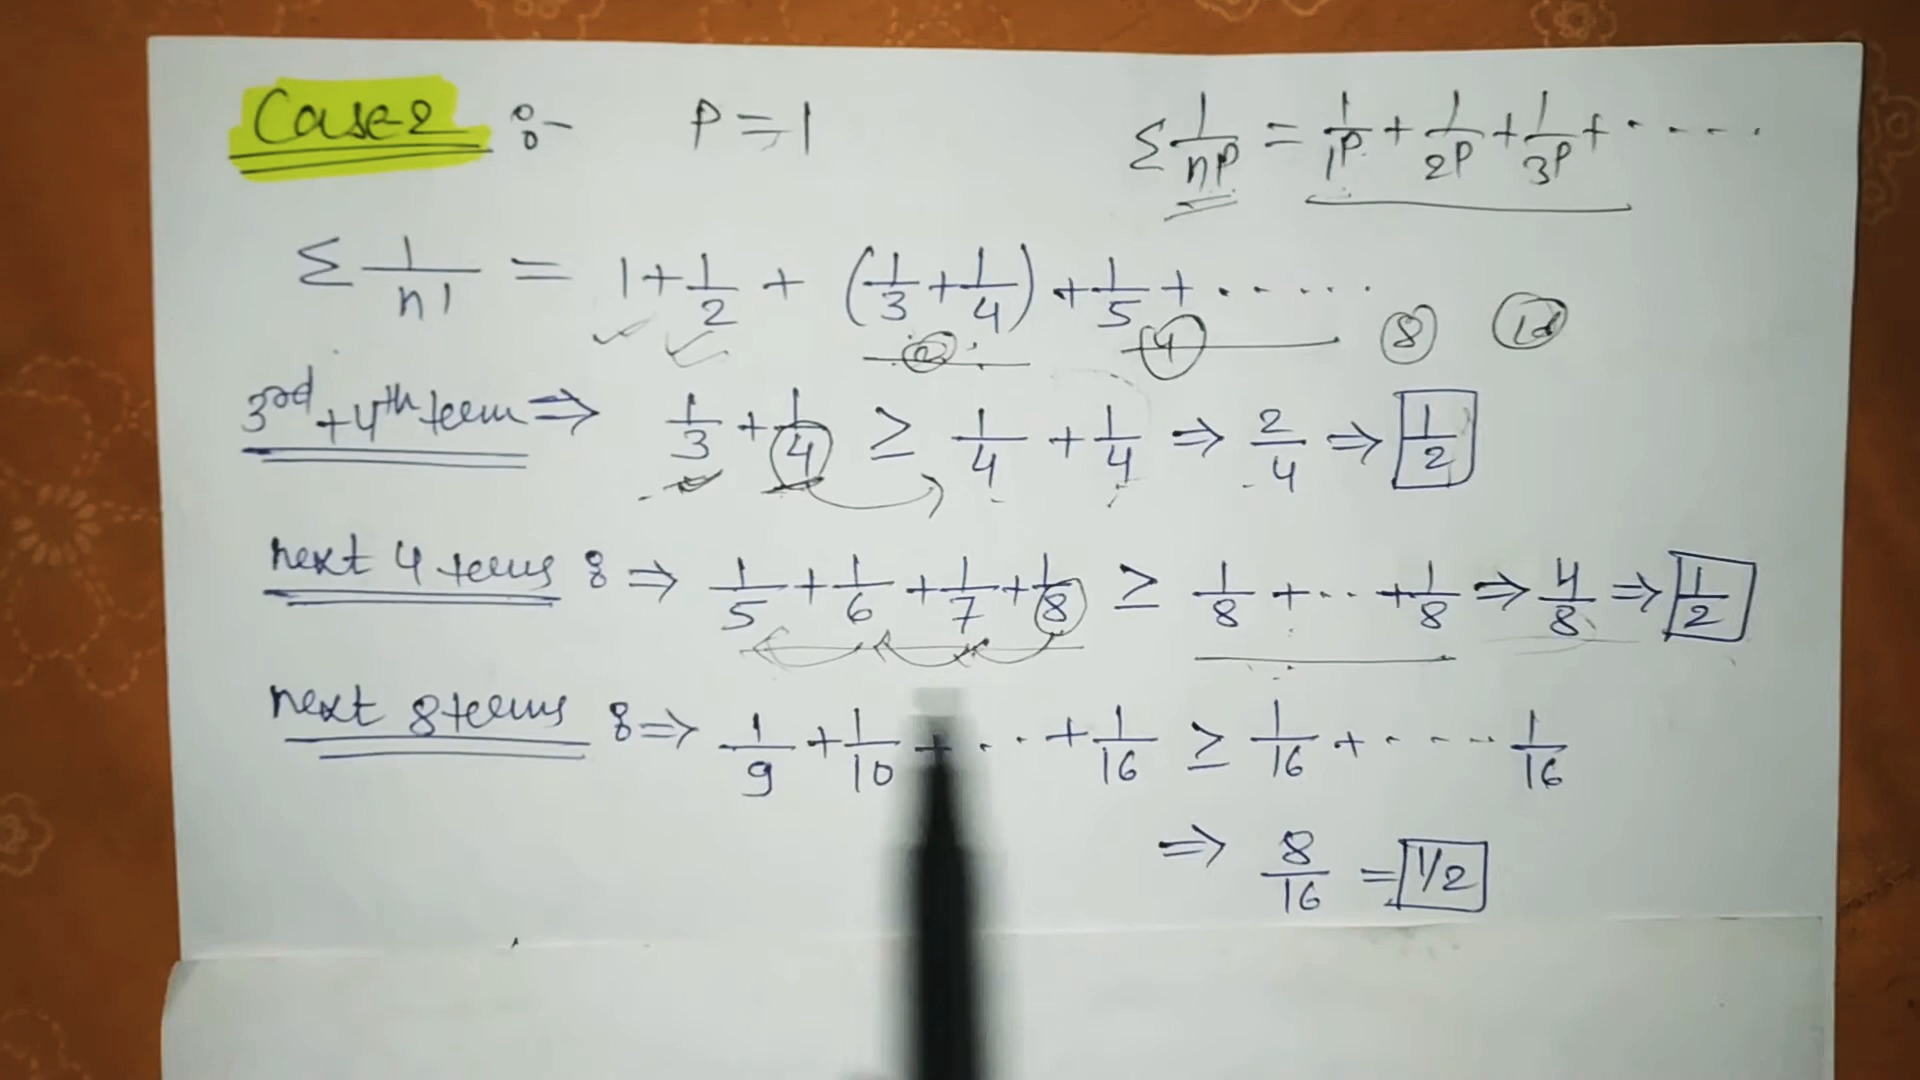 Case 2 :- P = 1
Σ 1/n^p = 1/1^p + 1/2^p + 1/3^p + .....
Σ 1/n^1 = 1 + 1/2 + (1/3 + 1/4) + 1/5 + ......
2 4 8
3rd + 4th term ⇒ 1/3 + 1/4 ≥ 1/4 + 1/4 ⇒ 2/4 ⇒ 1/2
next 4 terms : ⇒ 1/5 + 1/6 + 1/7 + 1/8 ≥ 1/8 + .. + 1/8 ⇒ 4/8 ⇒ 1/2
next 8 terms : ⇒ 1/9 + 1/10 + ... + 1/16 ≥ 1/16 + ..... 1/16
⇒ 8/16 = 1/2